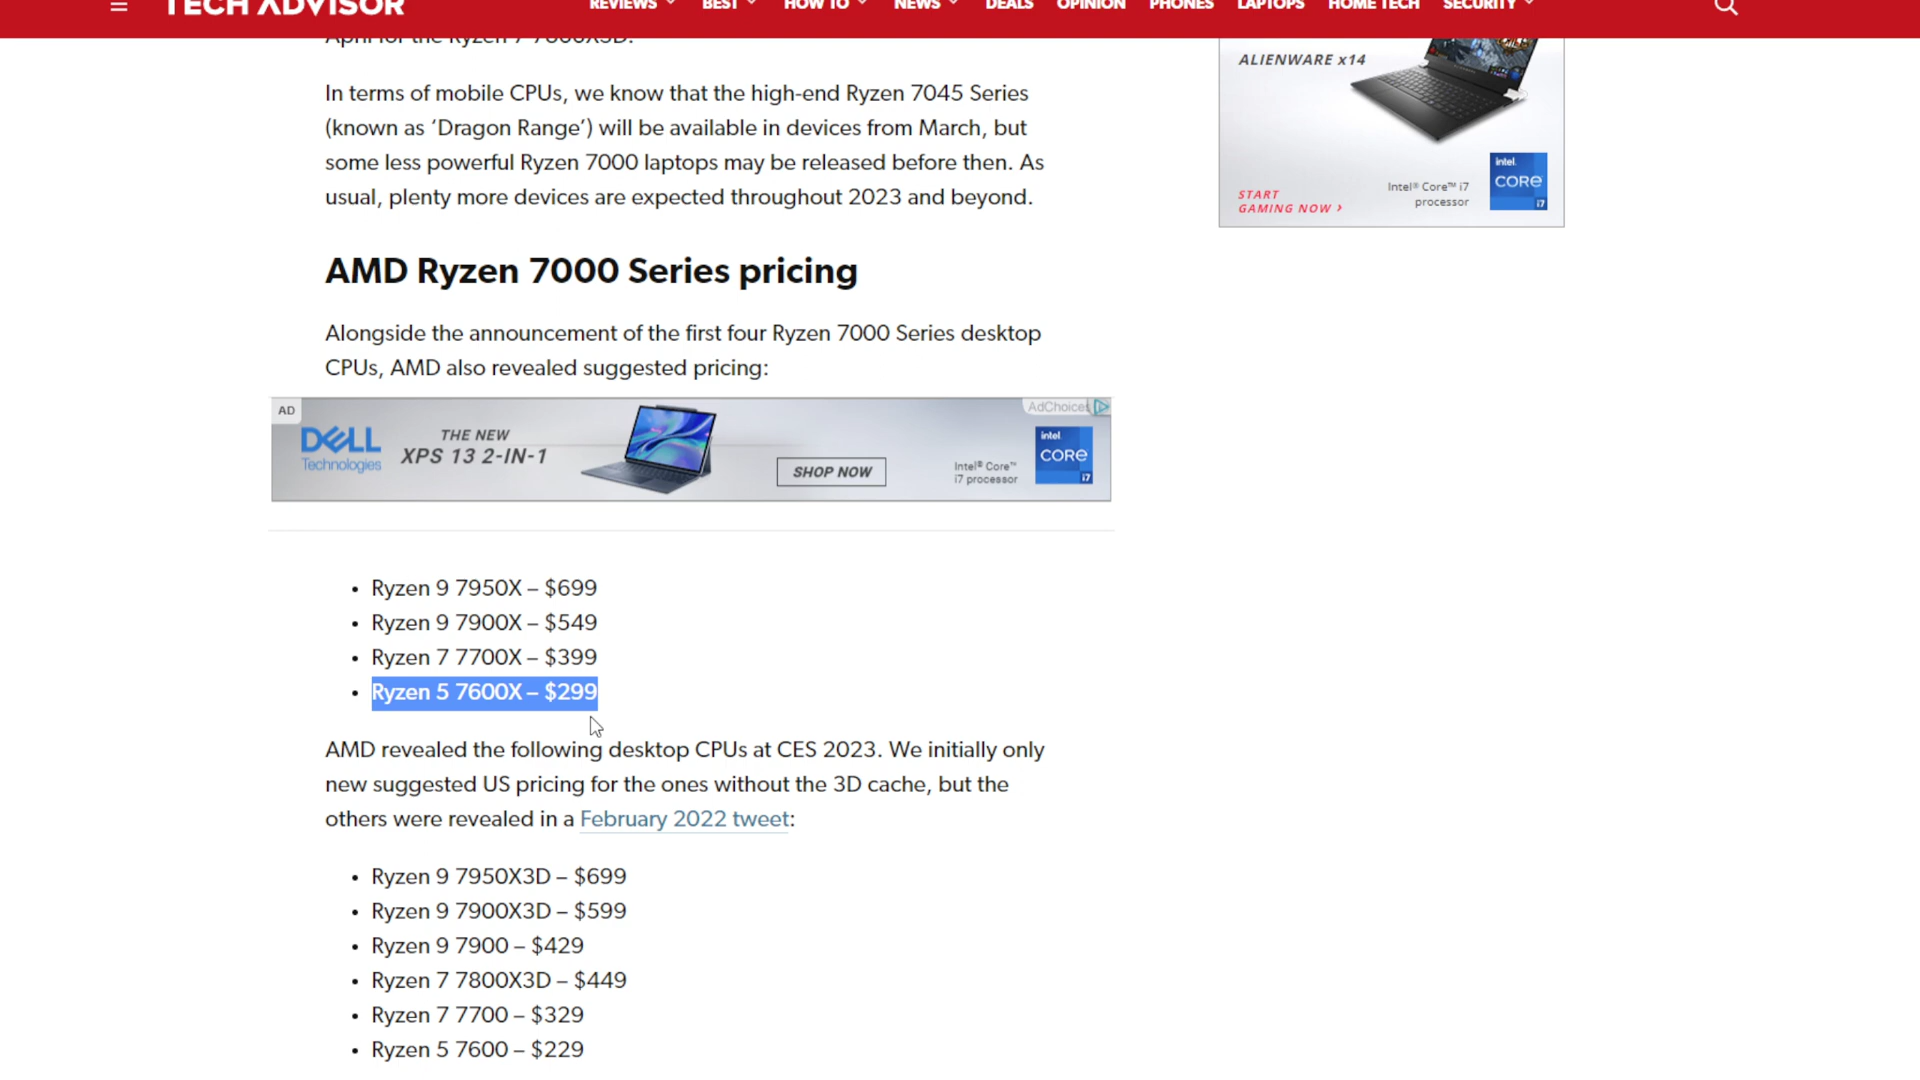 TECH ADVISOR
REVIEWS BEST HOW TO NEWS DEALS OPINION PHONES LAPTOPS HOME TECH SECURITY
April for the Ryzen 7 7800X3D.
In terms of mobile CPUs, we know that the high-end Ryzen 7045 Series
(known as ‘Dragon Range’) will be available in devices from March, but
some less powerful Ryzen 7000 laptops may be released before then. As
usual, plenty more devices are expected throughout 2023 and beyond.
ALIENWARE x14
START
GAMING NOW ›
Intel® Core™ i7
processor
intel.
CORE
i7
AMD Ryzen 7000 Series pricing
Alongside the announcement of the first four Ryzen 7000 Series desktop
CPUs, AMD also revealed suggested pricing:
AD
DELL
Technologies
THE NEW
XPS 13 2-IN-1
SHOP NOW
Intel® Core™
i7 processor
AdChoices
intel.
CORE
i7
• Ryzen 9 7950X – $699
• Ryzen 9 7900X – $549
• Ryzen 7 7700X – $399
• Ryzen 5 7600X – $299
AMD revealed the following desktop CPUs at CES 2023. We initially only
new suggested US pricing for the ones without the 3D cache, but the
others were revealed in a February 2022 tweet:
• Ryzen 9 7950X3D – $699
• Ryzen 9 7900X3D – $599
• Ryzen 9 7900 – $429
• Ryzen 7 7800X3D – $449
• Ryzen 7 7700 – $329
• Ryzen 5 7600 – $229